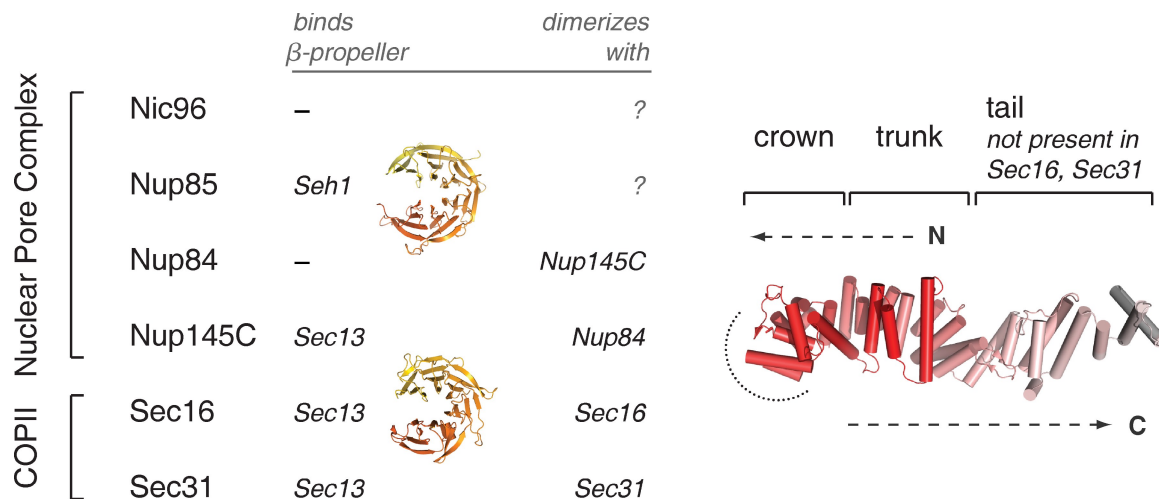 binds
β-propeller
dimerizes
with
Nuclear Pore Complex
Nic96
–
?
Nup85
Seh1
?
Nup84
–
Nup145C
Nup145C
Sec13
Nup84
COPII
Sec16
Sec13
Sec16
Sec31
Sec13
Sec31
crown
trunk
tail
not present in
Sec16, Sec31
N
C